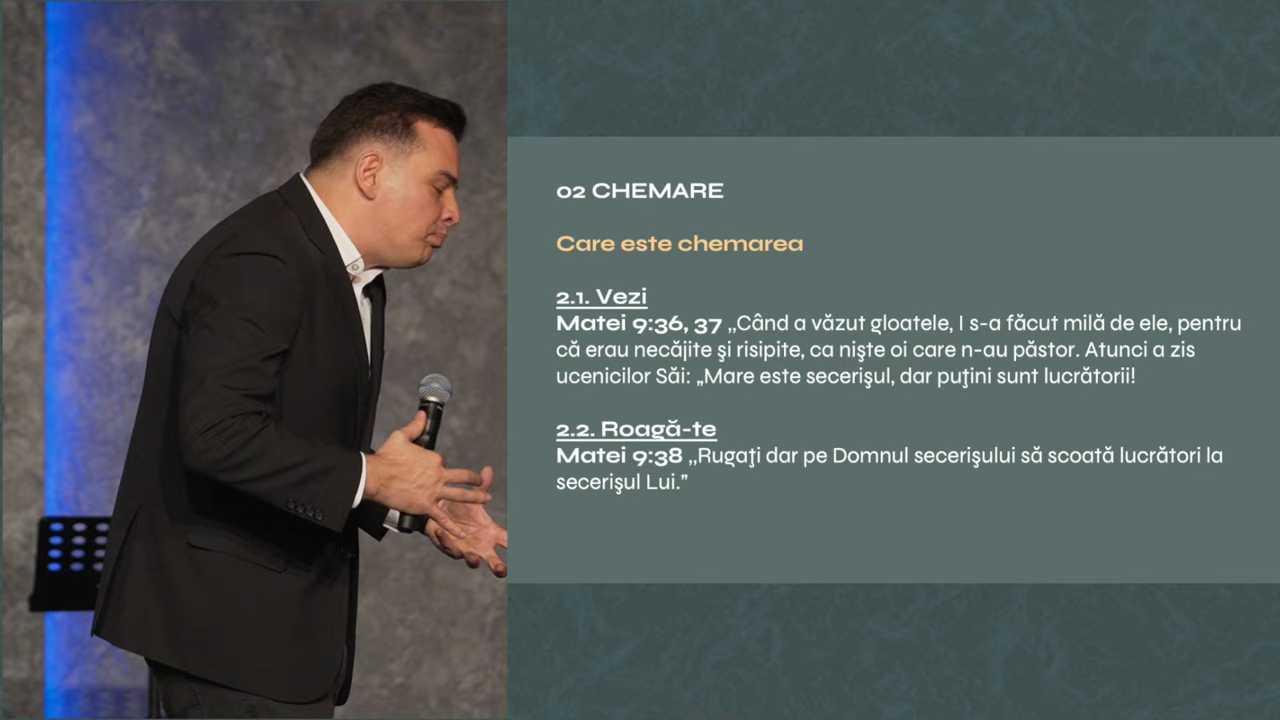 02 CHEMARE
Care este chemarea
2.1. Vezi
Matei 9:36, 37 „Când a văzut gloatele, I s-a făcut milă de ele, pentru
că erau necăjite şi risipite, ca nişte oi care n-au păstor. Atunci a zis
ucenicilor Săi: „Mare este secerişul, dar puţini sunt lucrătorii!
2.2. Roagă-te
Matei 9:38 „Rugaţi dar pe Domnul secerişului să scoată lucrători la
secerişul Lui.”